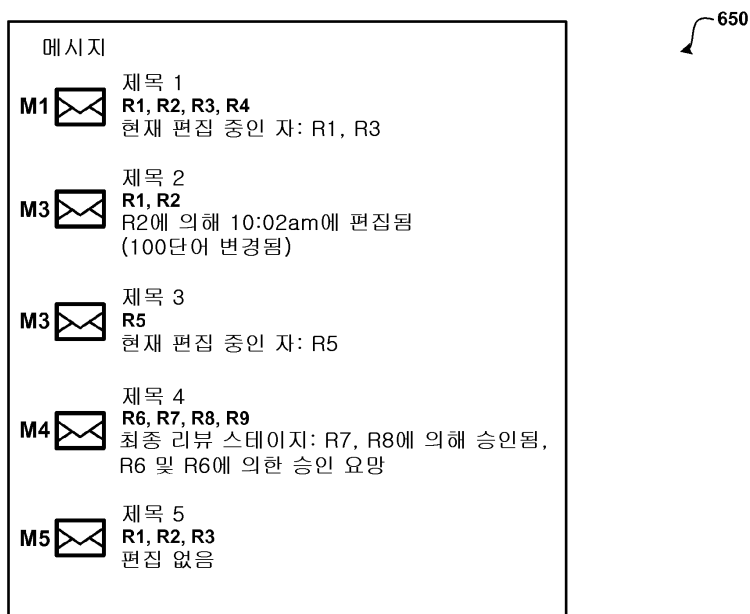 650
메시지
제목 1
M1
R1, R2, R3, R4
현재 편집 중인 자: R1, R3
제목 2
M3
R1, R2
R2에 의해 10:02am에 편집됨
(100단어 변경됨)
제목 3
M3
R5
현재 편집 중인 자: R5
제목 4
M4
R6, R7, R8, R9
최종 리뷰 스테이지: R7, R8에 의해 승인됨,
R6 및 R6에 의한 승인 요망
제목 5
M5
R1, R2, R3
편집 없음